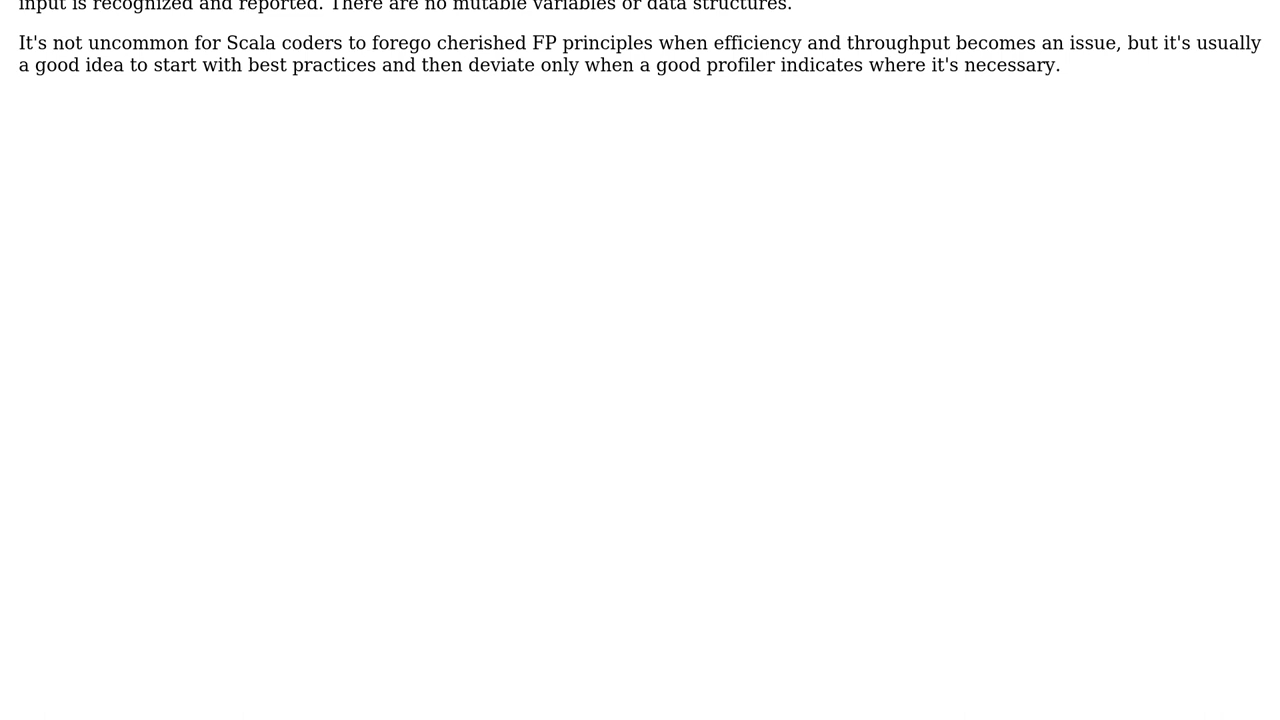 input is recognized and reported. There are no mutable variables or data structures.
It's not uncommon for Scala coders to forego cherished FP principles when efficiency and throughput becomes an issue, but it's usually
a good idea to start with best practices and then deviate only when a good profiler indicates where it's necessary.